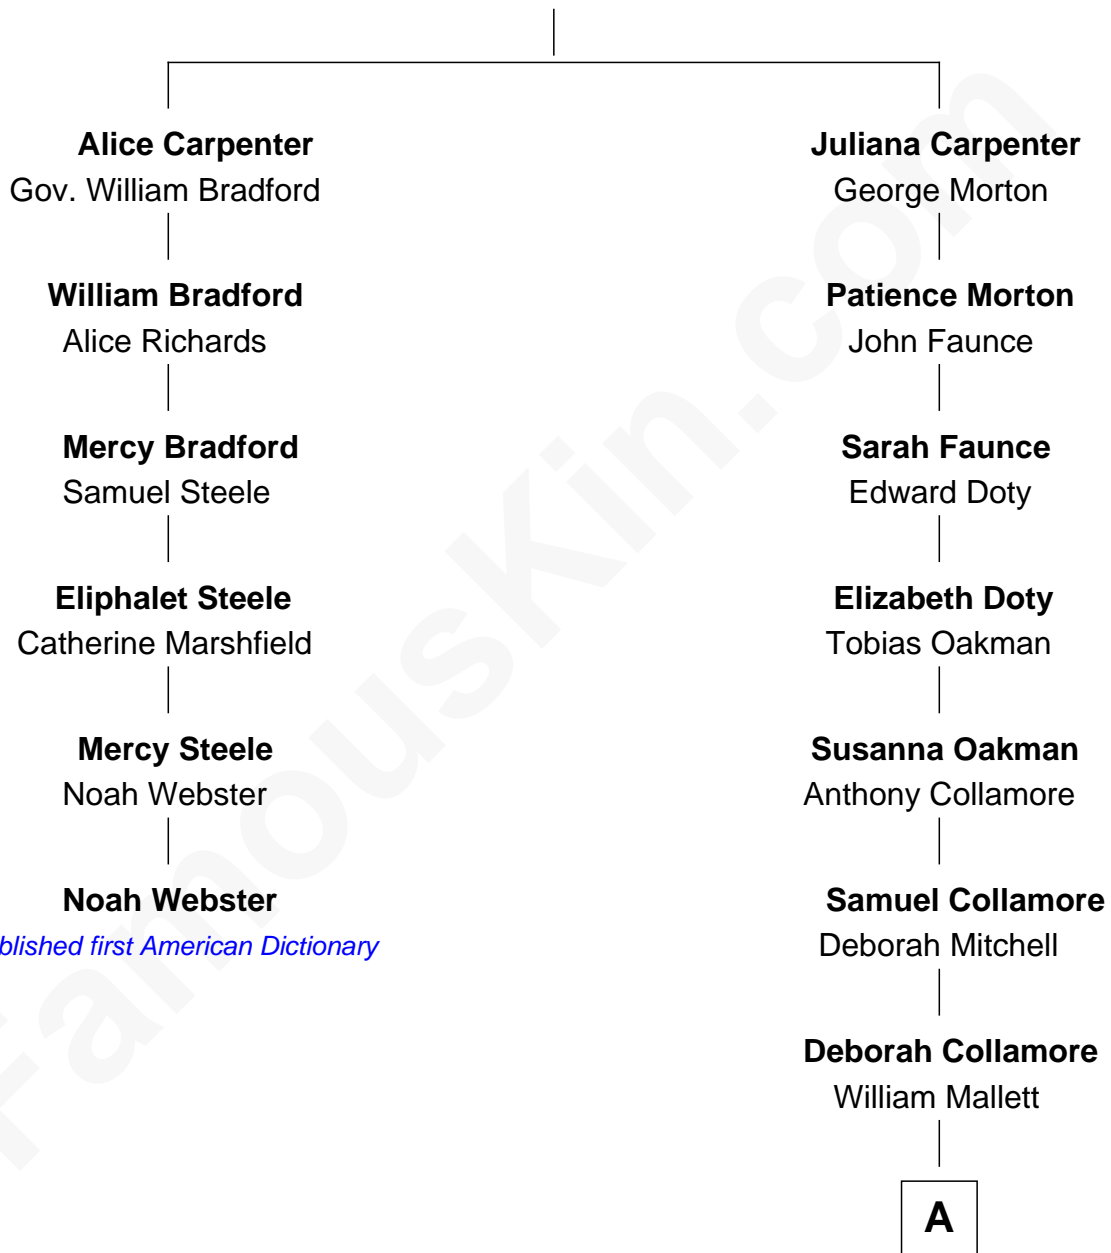 Alice Carpenter
Gov. William Bradford
William Bradford
Alice Richards
Mercy Bradford
Samuel Steele
Eliphalet Steele
Catherine Marshfield
Mercy Steele
Noah Webster
Noah Webster
blished first American Dictionary
Juliana Carpenter
George Morton
Patience Morton
John Faunce
Sarah Faunce
Edward Doty
Elizabeth Doty
Tobias Oakman
Susanna Oakman
Anthony Collamore
Samuel Collamore
Deborah Mitchell
Deborah Collamore
William Mallett
A
FamousKin.com